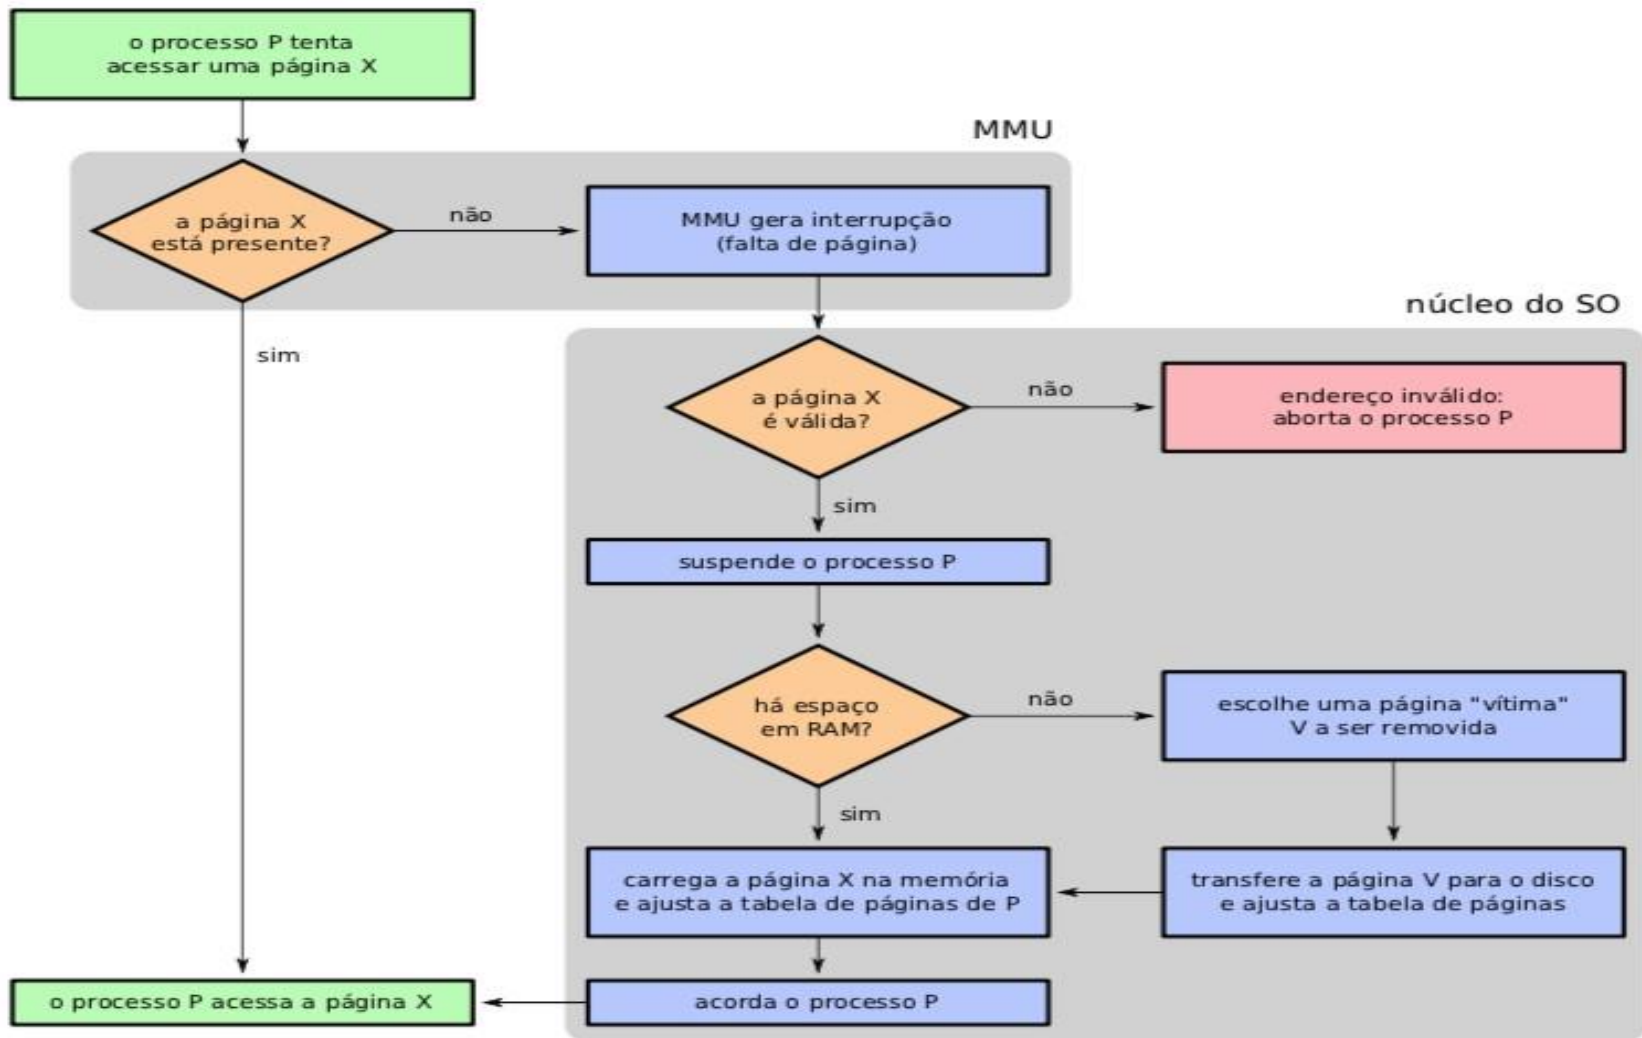 o processo P tenta
acessar uma página X
MMU
a página X
está presente?
não
MMU gera interrupção
(falta de página)
núcleo do SO
sim
a página X
é válida?
não
endereço inválido:
aborta o processo P
sim
suspende o processo P
há espaço
em RAM?
não
escolhe uma página "vítima"
V a ser removida
sim
carrega a página X na memória
e ajusta a tabela de páginas de P
transfere a página V para o disco
e ajusta a tabela de páginas
o processo P acessa a página X
acorda o processo P